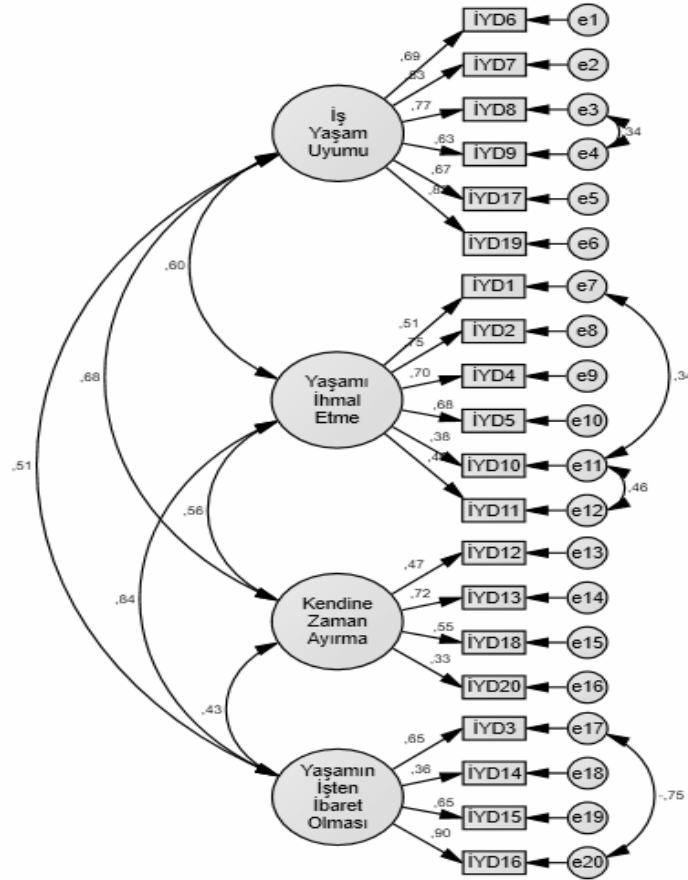 İYD6
e1
,69
İYD7
e2
,77
İYD8
e3
,34
İş
Yaşam
Uyumu
,63
İYD9
e4
,67
İYD17
e5
İYD19
e6
,60
İYD1
e7
,51
İYD2
e8
,75
Yaşamı
İhmal
Etme
,70
İYD4
e9
,68
,68
İYD5
e10
,38
İYD10
e11
,51
İYD11
e12
,46
,56
İYD12
e13
,47
İYD13
e14
,72
,84
Kendine
Zaman
Ayırma
,55
İYD18
e15
,33
İYD20
e16
,43
İYD3
e17
,65
Yaşamın
İşten
İbaret
Olması
,36
İYD14
e18
-,75
,65
İYD15
e19
,90
İYD16
e20